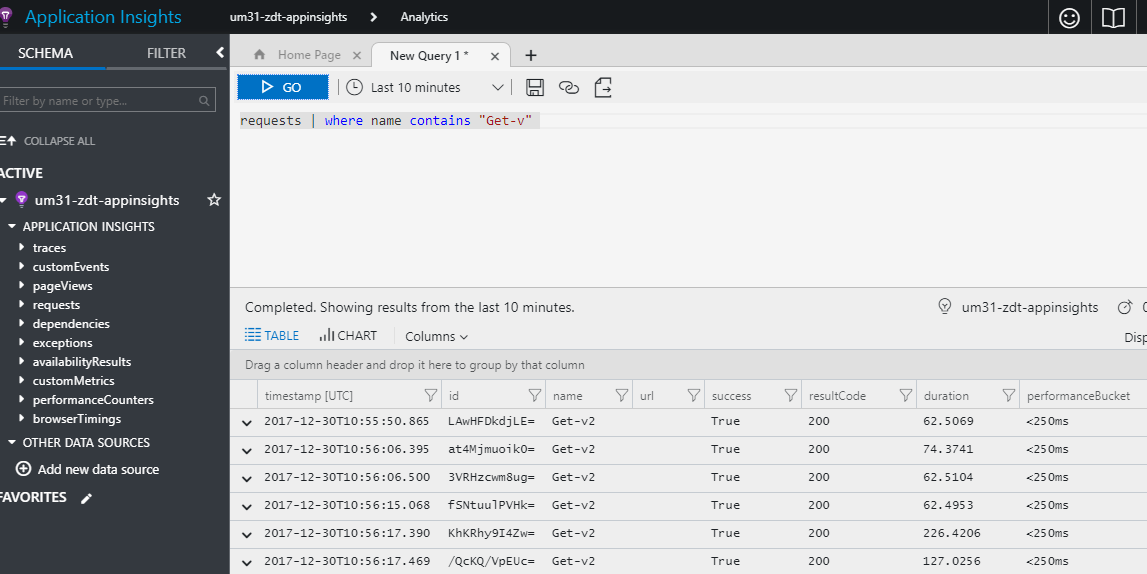 Application Insights um31-zdt-appinsights > Analytics
SCHEMA FILTER
Home Page New Query 1 *
GO Last 10 minutes
Filter by name or type...
requests | where name contains "Get-v"
COLLAPSE ALL
ACTIVE
um31-zdt-appinsights
APPLICATION INSIGHTS
traces
customEvents
pageViews
requests
dependencies
exceptions
availabilityResults
customMetrics
performanceCounters
browserTimings
OTHER DATA SOURCES
Add new data source
FAVORITES
Completed. Showing results from the last 10 minutes. um31-zdt-appinsights
TABLE CHART Columns
Drag a column header and drop it here to group by that column
timestamp [UTC] id name url success resultCode duration performanceBucket
2017-12-30T10:55:50.865 LAwHFDkdjLE= Get-v2 True 200 62.5069 <250ms
2017-12-30T10:56:06.395 at4MjmuoikO= Get-v2 True 200 74.3741 <250ms
2017-12-30T10:56:06.500 3VRHzcwm8ug= Get-v2 True 200 62.5104 <250ms
2017-12-30T10:56:15.068 fSNtuulPVHk= Get-v2 True 200 62.4953 <250ms
2017-12-30T10:56:17.390 KhKRhy9I4Zw= Get-v2 True 200 226.4206 <250ms
2017-12-30T10:56:17.469 /QcKQ/VpEUc= Get-v2 True 200 127.0256 <250ms